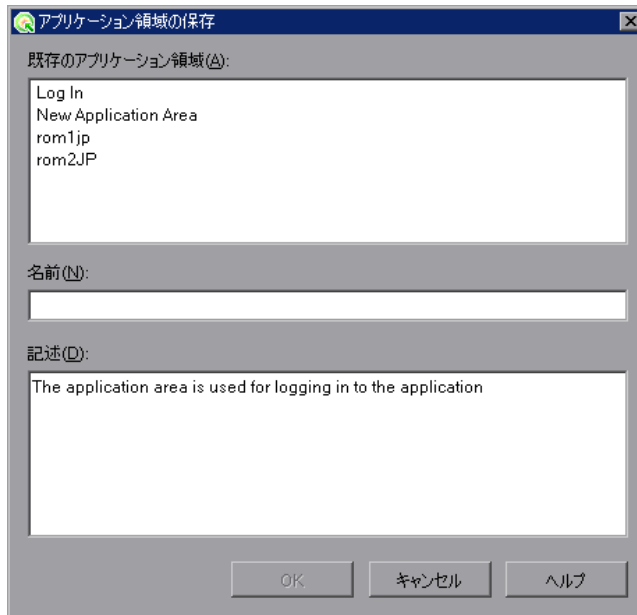 アプリケーション領域の保存
既存のアプリケーション領域(A):
Log In
New Application Area
rom1jp
rom2JP
名前(N):
記述(D):
The application area is used for logging in to the application
OK
キャンセル
ヘルプ